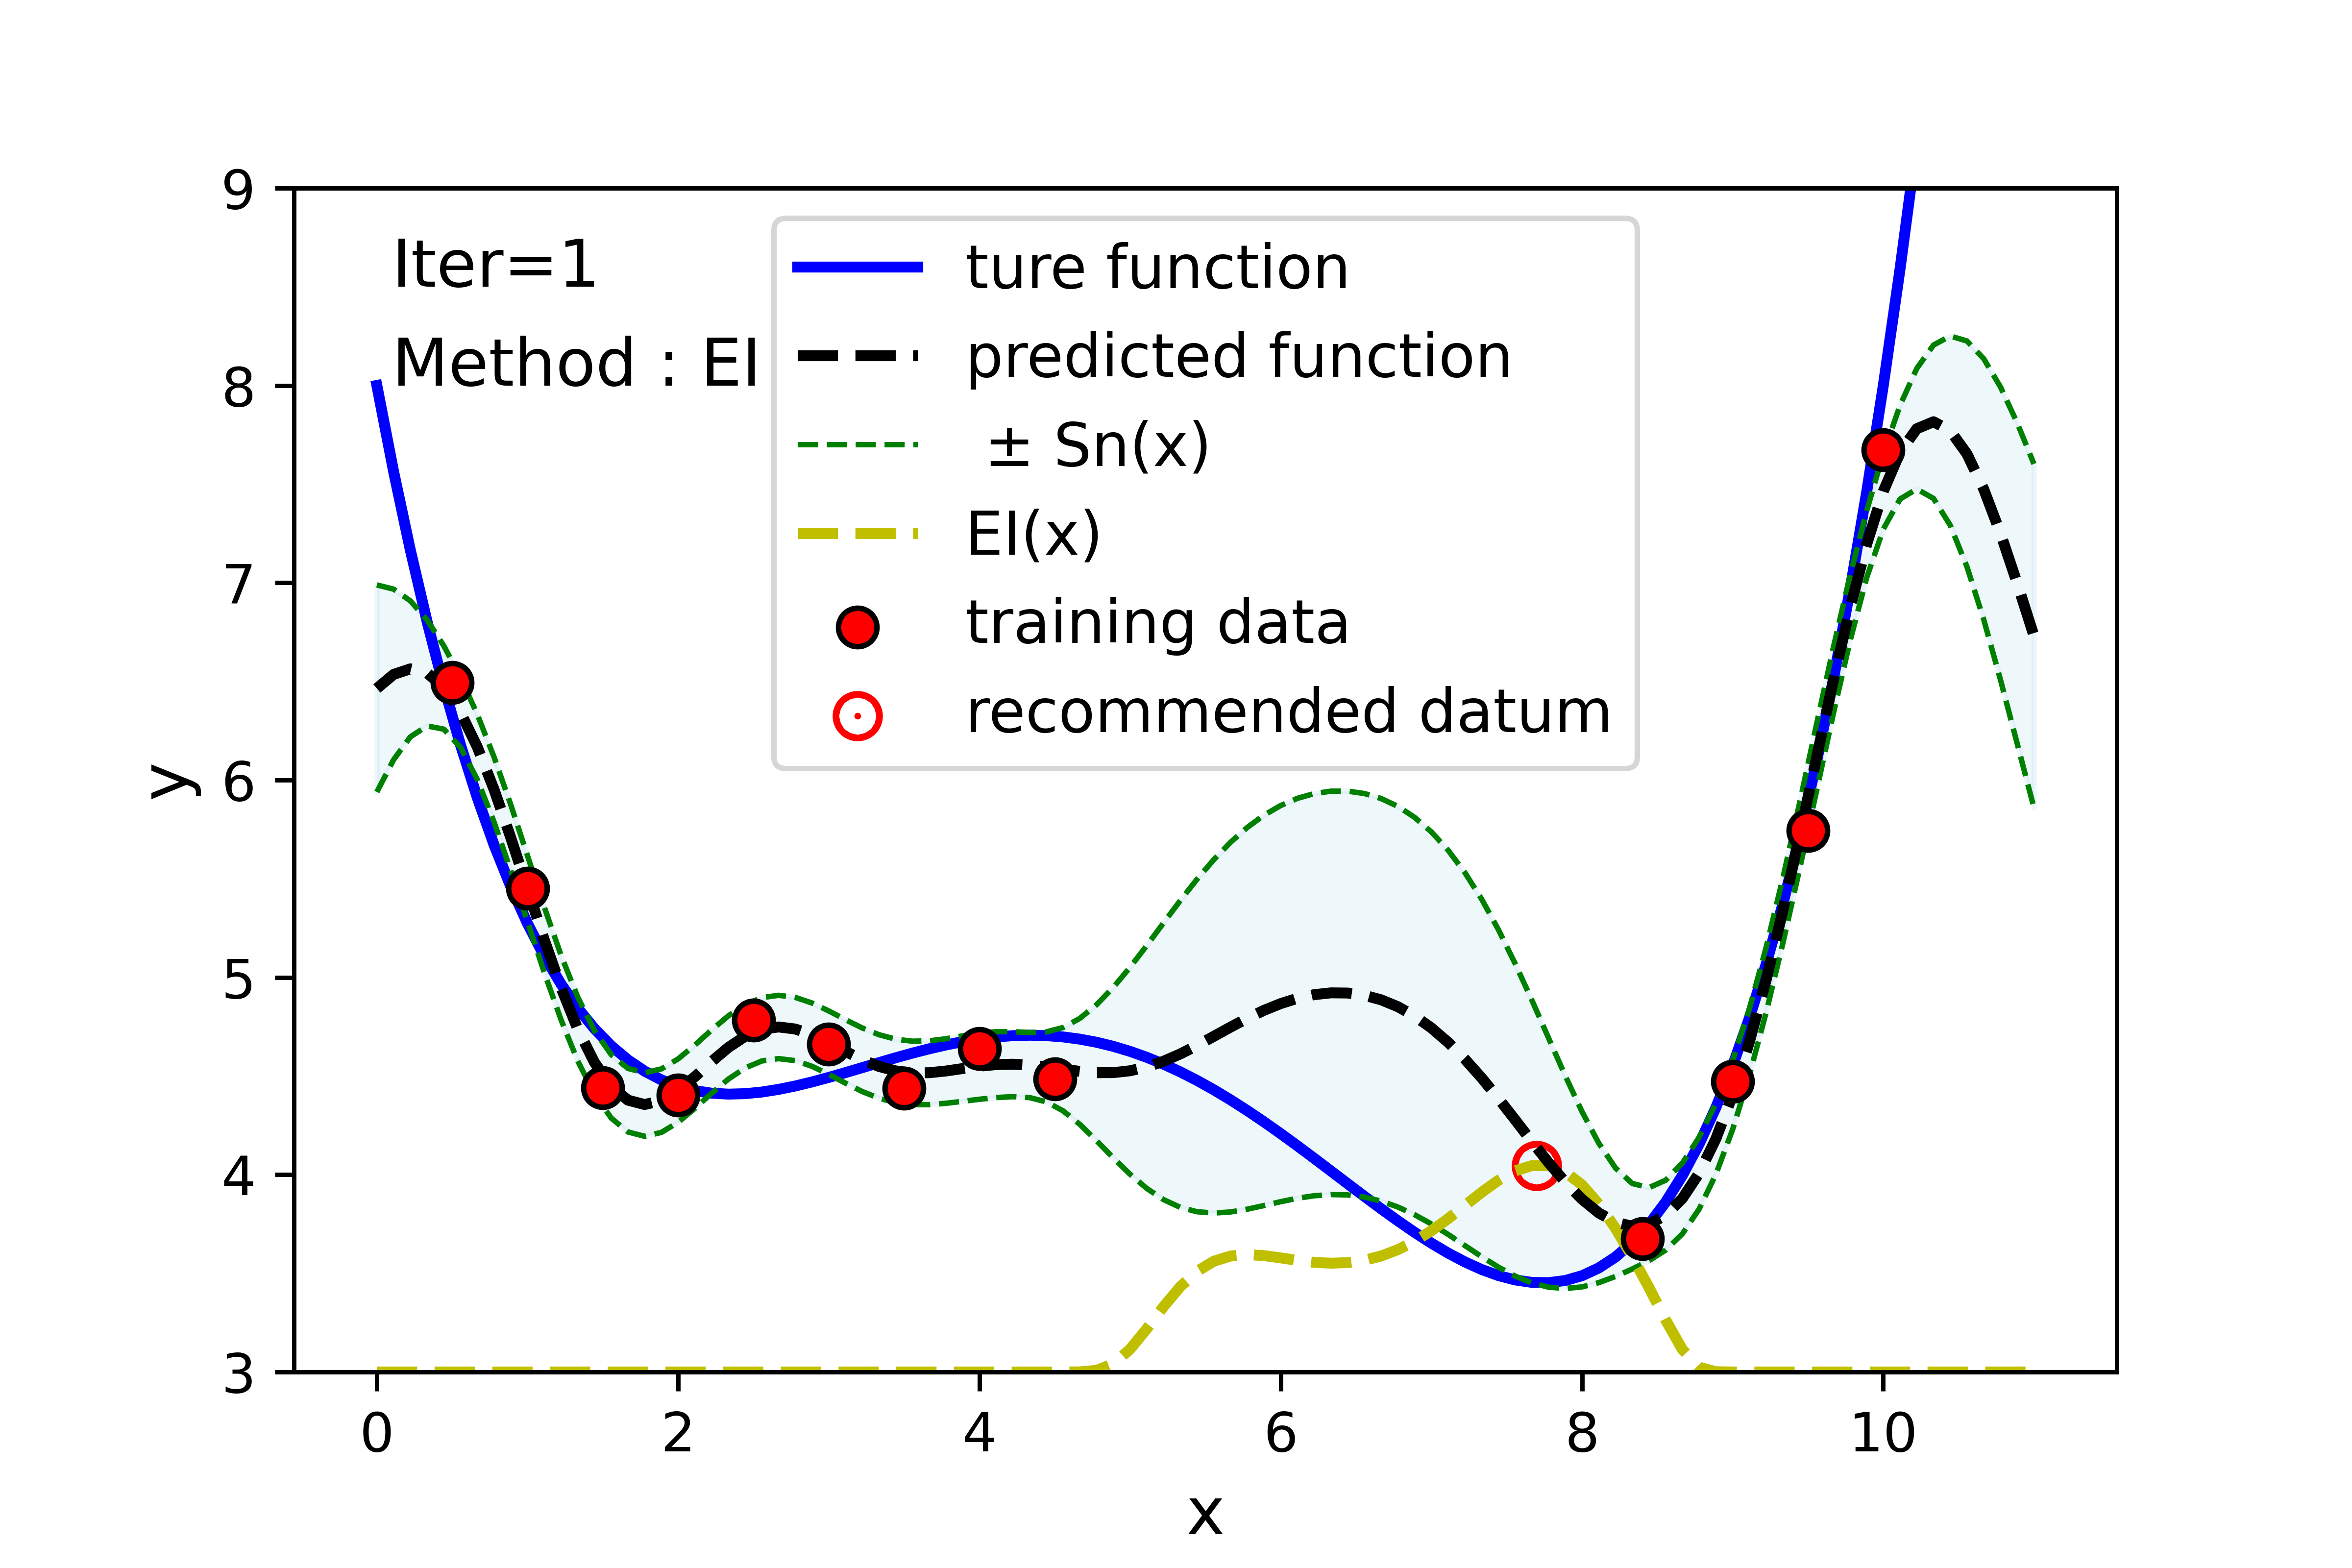 Iter=1
Method : EI
ture function
predicted function
± Sn(x)
EI(x)
training data
recommended datum
9
8
7
6
5
4
3
y
0 2 4 6 8 10
x